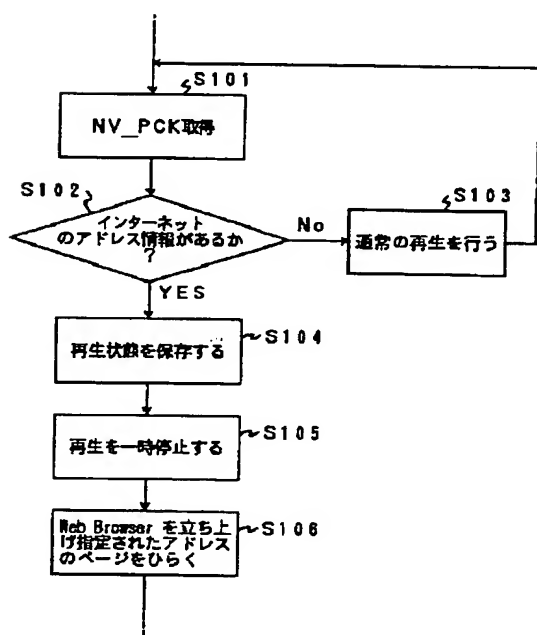 S101
NV_PCK取得
S102
インターネット
のアドレス情報があるか
?
No
S103
通常の再生を行う
YES
再生状態を保存する
S104
再生を一時停止する
S105
Web Browser を立ち上
げ指定されたアドレス
のページをひらく
S106